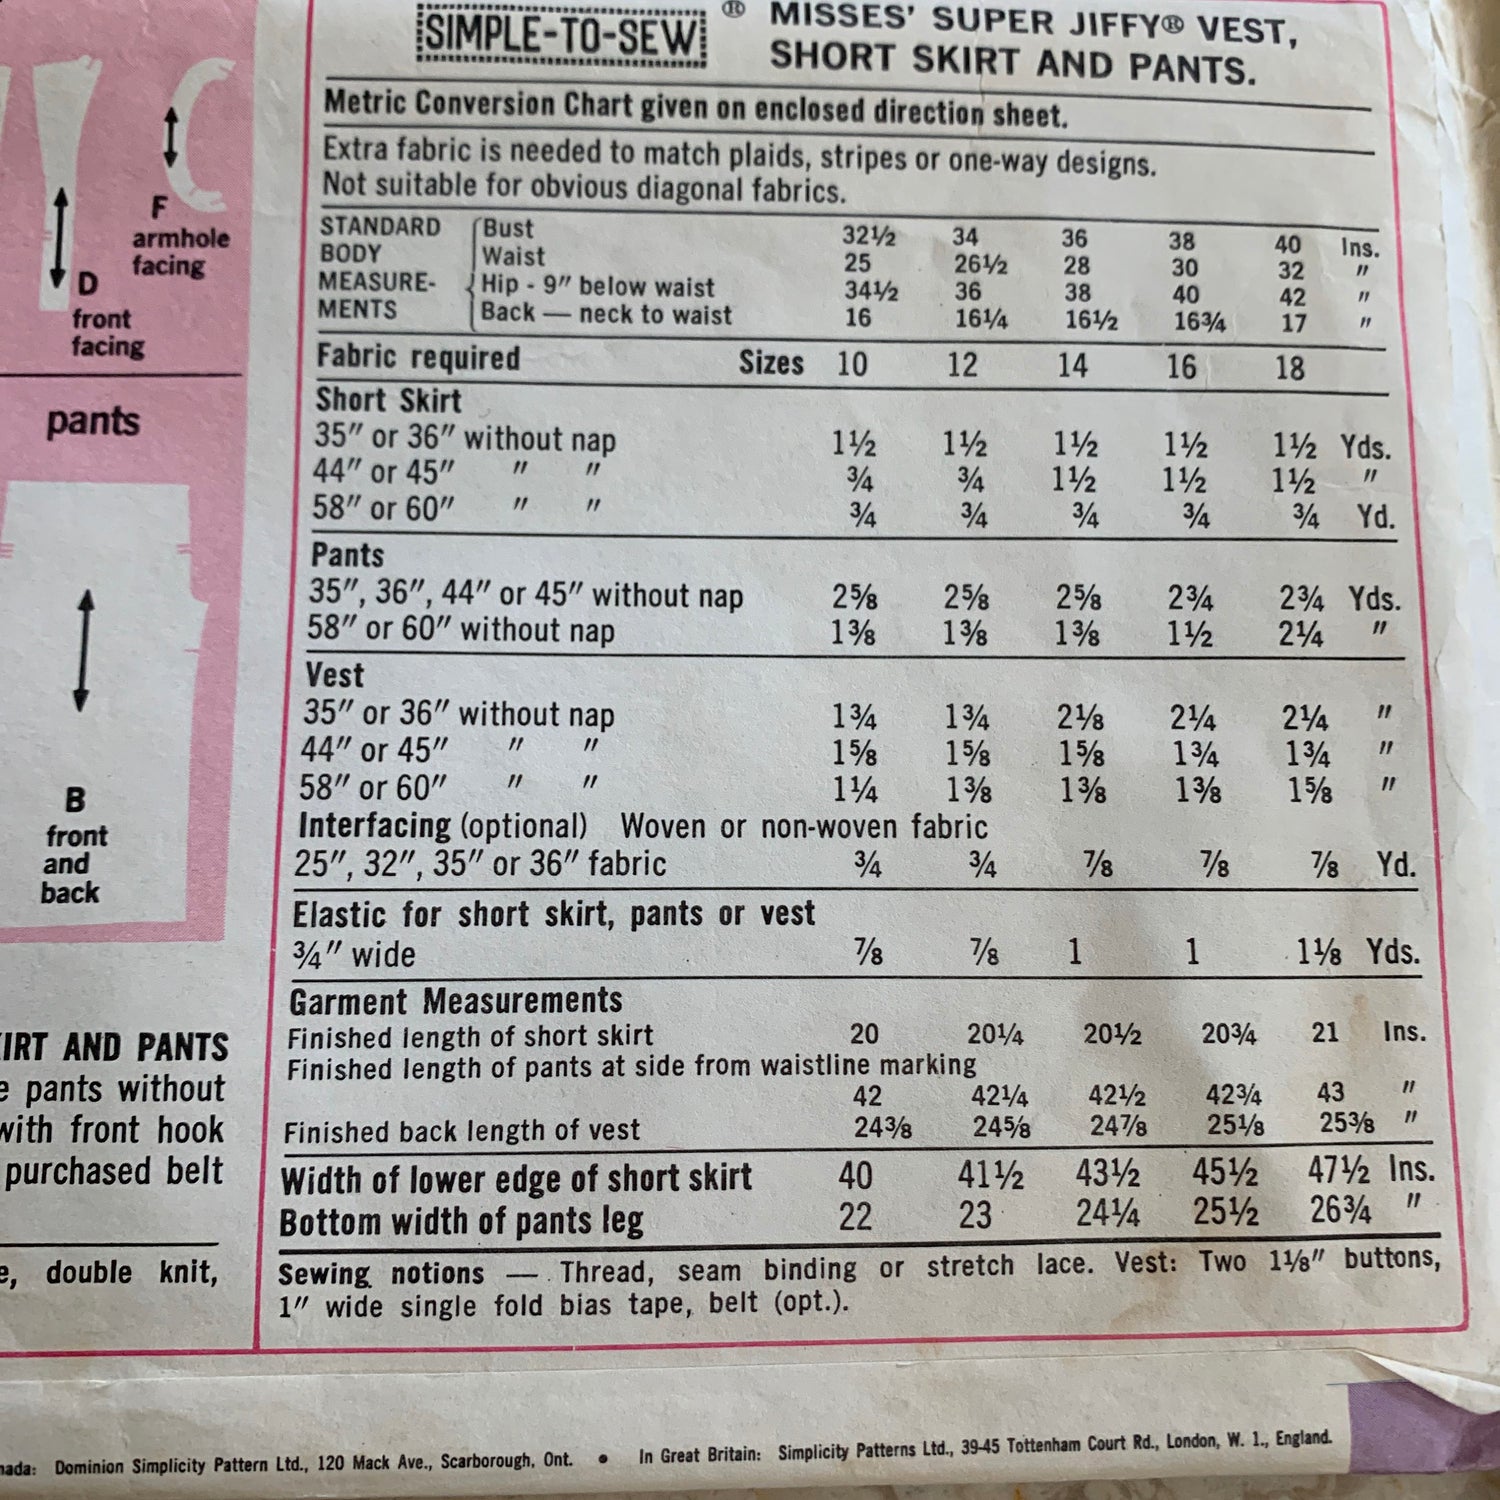 SIMPLE-TO-SEW ®
MISSES' SUPER JIFFY® VEST,
SHORT SKIRT AND PANTS.
Metric Conversion Chart given on enclosed direction sheet.
Extra fabric is needed to match plaids, stripes or one-way designs.
Not suitable for obvious diagonal fabrics.
STANDARD Bust 32½ 34 36 38 40 Ins.
BODY Waist 25 26½ 28 30 32 "
MEASURE- Hip - 9" below waist 34½ 36 38 40 42 "
MENTS Back — neck to waist 16 16¼ 16½ 16¾ 17 "
Fabric required Sizes 10 12 14 16 18
Short Skirt
35" or 36" without nap 1½ 1½ 1½ 1½ 1½ Yds.
44" or 45" " " ¾ ¾ 1½ 1½ 1½ "
58" or 60" " " ¾ ¾ ¾ ¾ ¾ Yd.
Pants
35", 36", 44" or 45" without nap 2⅝ 2⅝ 2⅝ 2¾ 2¾ Yds.
58" or 60" without nap 1⅜ 1⅜ 1⅜ 1½ 2¼ "
Vest
35" or 36" without nap 1¾ 1¾ 2⅛ 2¼ 2¼ "
44" or 45" " " 1⅝ 1⅝ 1⅝ 1¾ 1¾ "
58" or 60" " " 1¼ 1⅜ 1⅜ 1⅜ 1⅝ "
Interfacing (optional) Woven or non-woven fabric
25", 32", 35" or 36" fabric ¾ ¾ ⅞ ⅞ ⅞ Yd.
Elastic for short skirt, pants or vest
¾" wide ⅞ ⅞ 1 1 1⅛ Yds.
Garment Measurements
Finished length of short skirt 20 20¼ 20½ 20¾ 21 Ins.
Finished length of pants at side from waistline marking
42 42¼ 42½ 42¾ 43 "
Finished back length of vest 24⅜ 24⅝ 24⅞ 25⅛ 25⅜ "
Width of lower edge of short skirt 40 41½ 43½ 45½ 47½ Ins.
Bottom width of pants leg 22 23 24¼ 25½ 26¾ "
Sewing notions — Thread, seam binding or stretch lace. Vest: Two 1⅛" buttons,
1" wide single fold bias tape, belt (opt.).
F
armhole
facing
D
front
facing
pants
B
front
and
back
IRT AND PANTS
e pants without
with front hook
purchased belt
e, double knit,
nada: Dominion Simplicity Pattern Ltd., 120 Mack Ave., Scarborough, Ont. • In Great Britain: Simplicity Patterns Ltd., 39-45 Tottenham Court Rd., London, W. 1., England.